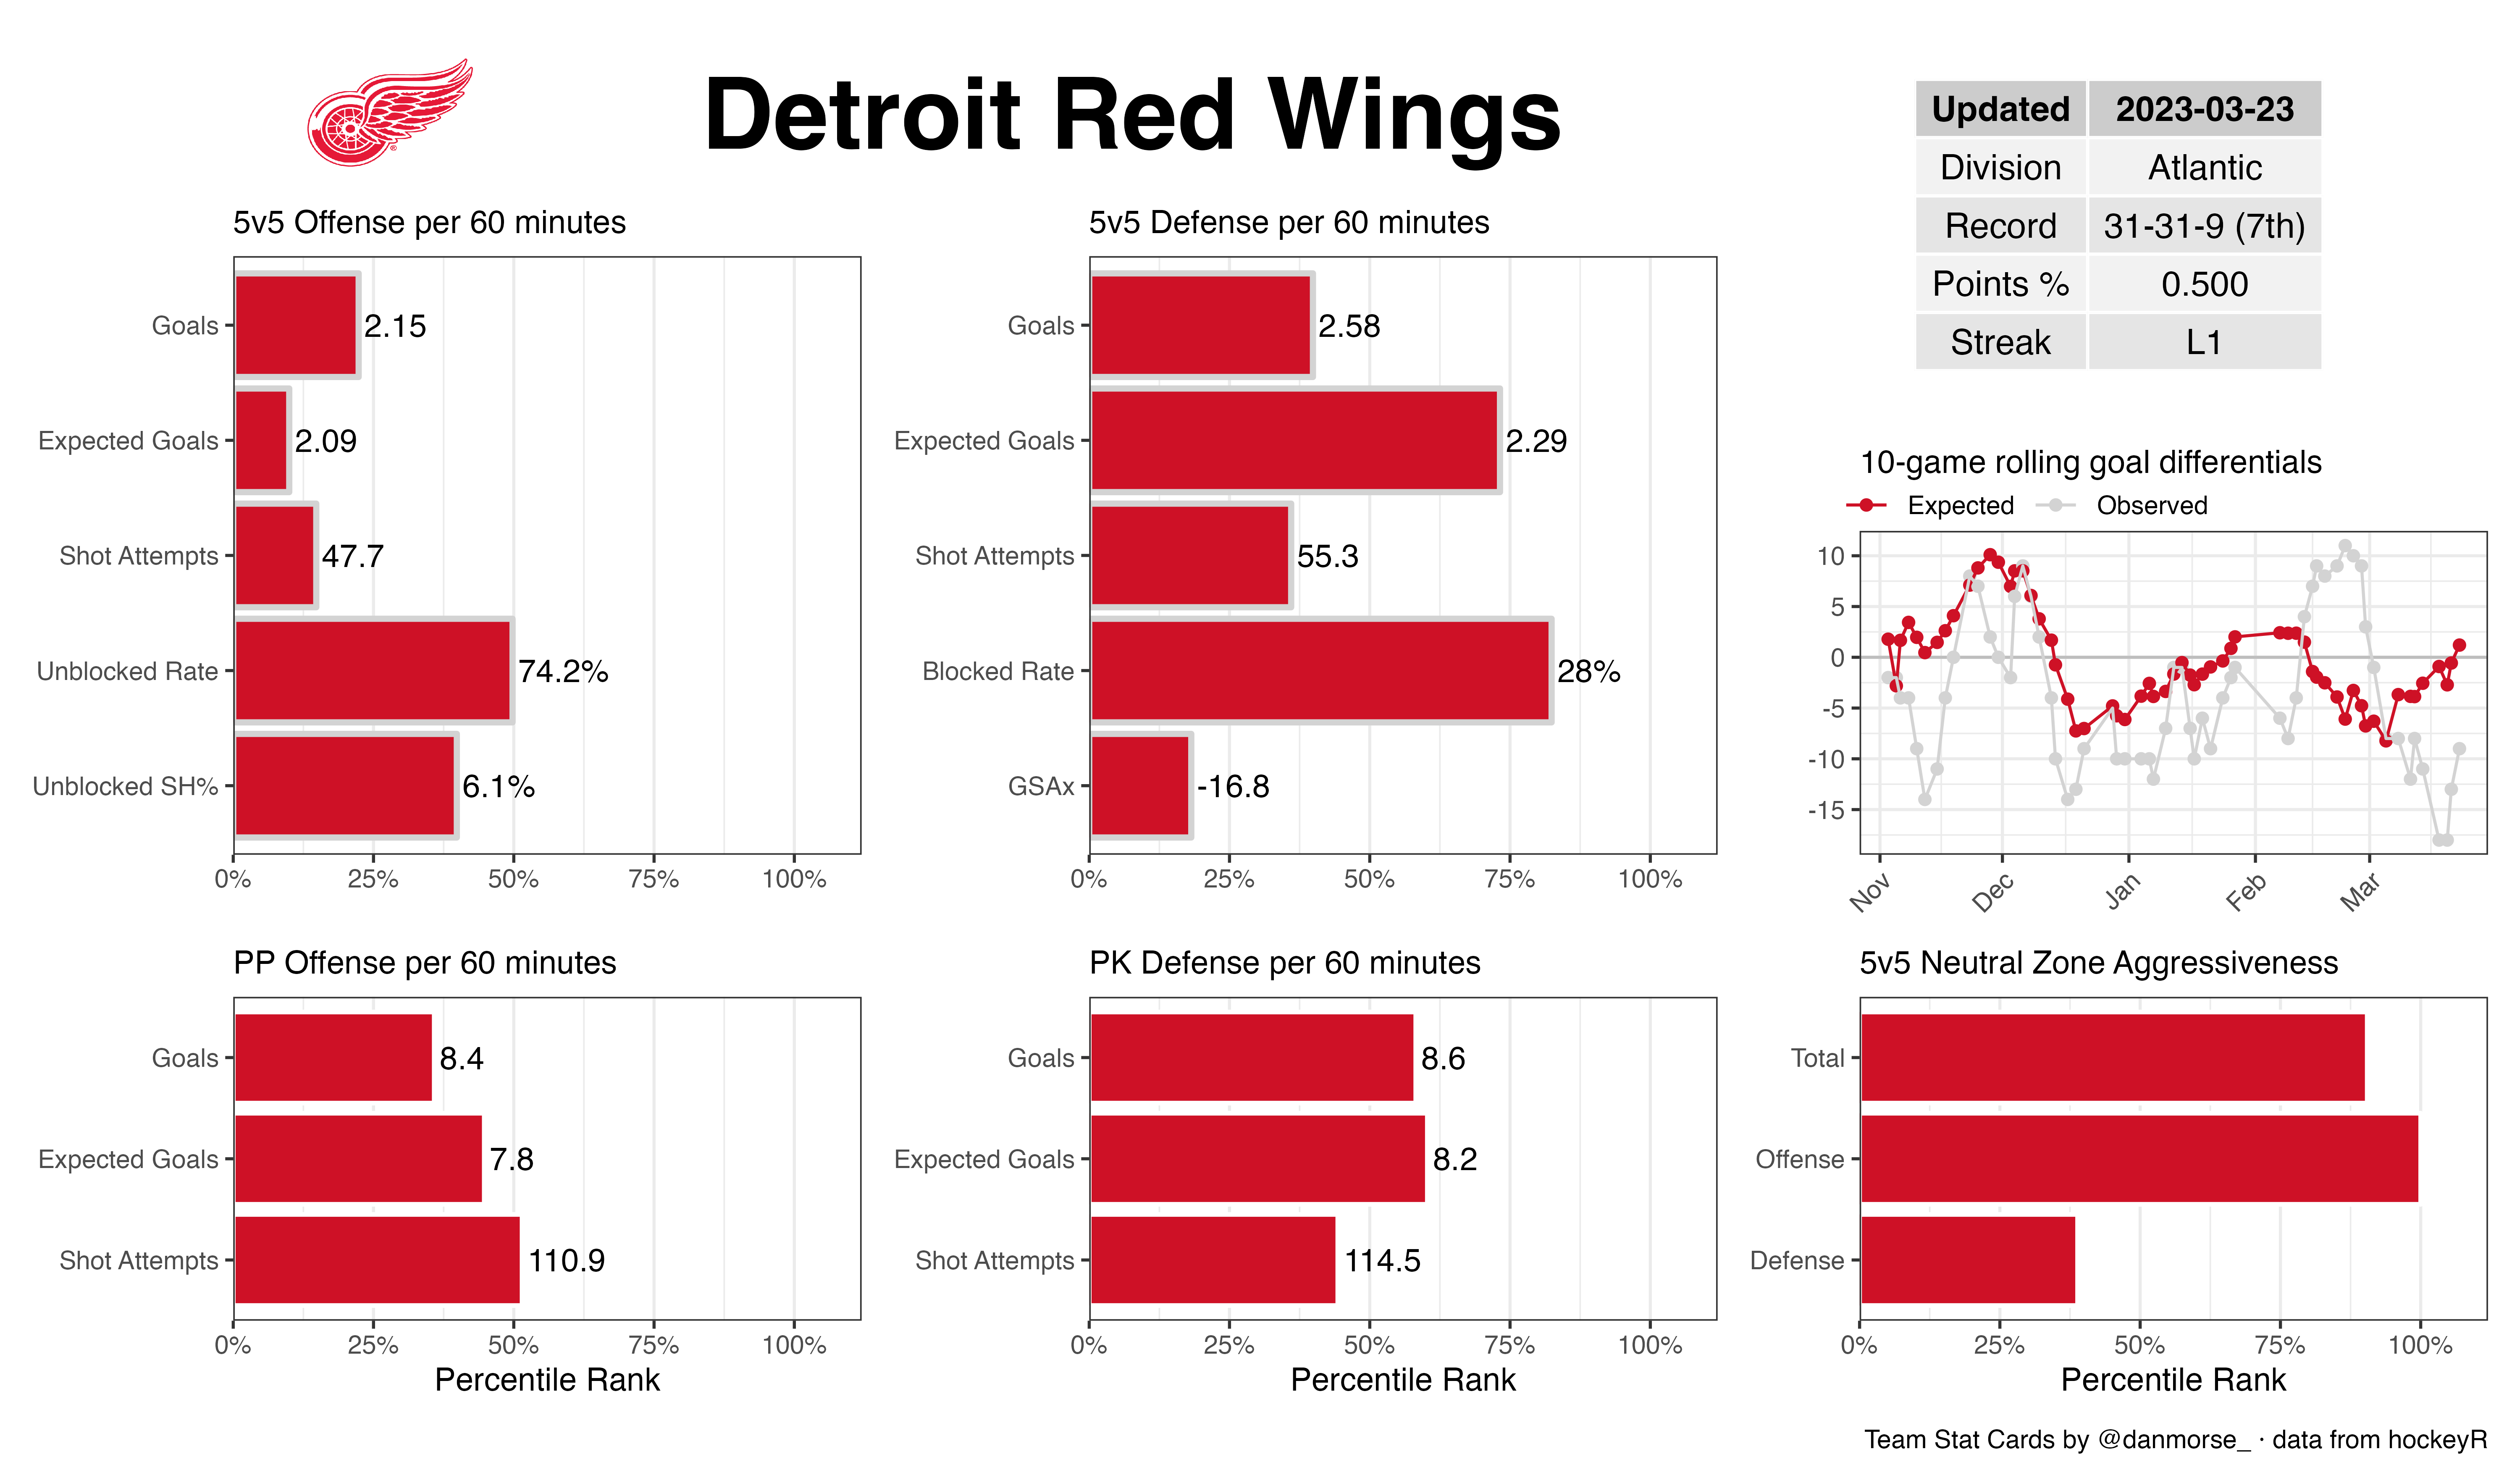 Detroit Red Wings
Updated 2023-03-23
Division Atlantic
Record 31-31-9 (7th)
Points % 0.500
Streak L1
5v5 Offense per 60 minutes
Goals 2.15
Expected Goals 2.09
Shot Attempts 47.7
Unblocked Rate 74.2%
Unblocked SH% 6.1%
0% 25% 50% 75% 100%
5v5 Defense per 60 minutes
Goals 2.58
Expected Goals 2.29
Shot Attempts 55.3
Blocked Rate 28%
GSAx -16.8
0% 25% 50% 75% 100%
10-game rolling goal differentials
Expected Observed
10
5
0
-5
-10
-15
Nov Dec Jan Feb Mar
PP Offense per 60 minutes
Goals 8.4
Expected Goals 7.8
Shot Attempts 110.9
0% 25% 50% 75% 100%
Percentile Rank
PK Defense per 60 minutes
Goals 8.6
Expected Goals 8.2
Shot Attempts 114.5
0% 25% 50% 75% 100%
Percentile Rank
5v5 Neutral Zone Aggressiveness
Total
Offense
Defense
0% 25% 50% 75% 100%
Percentile Rank
Team Stat Cards by @danmorse_ · data from hockeyR